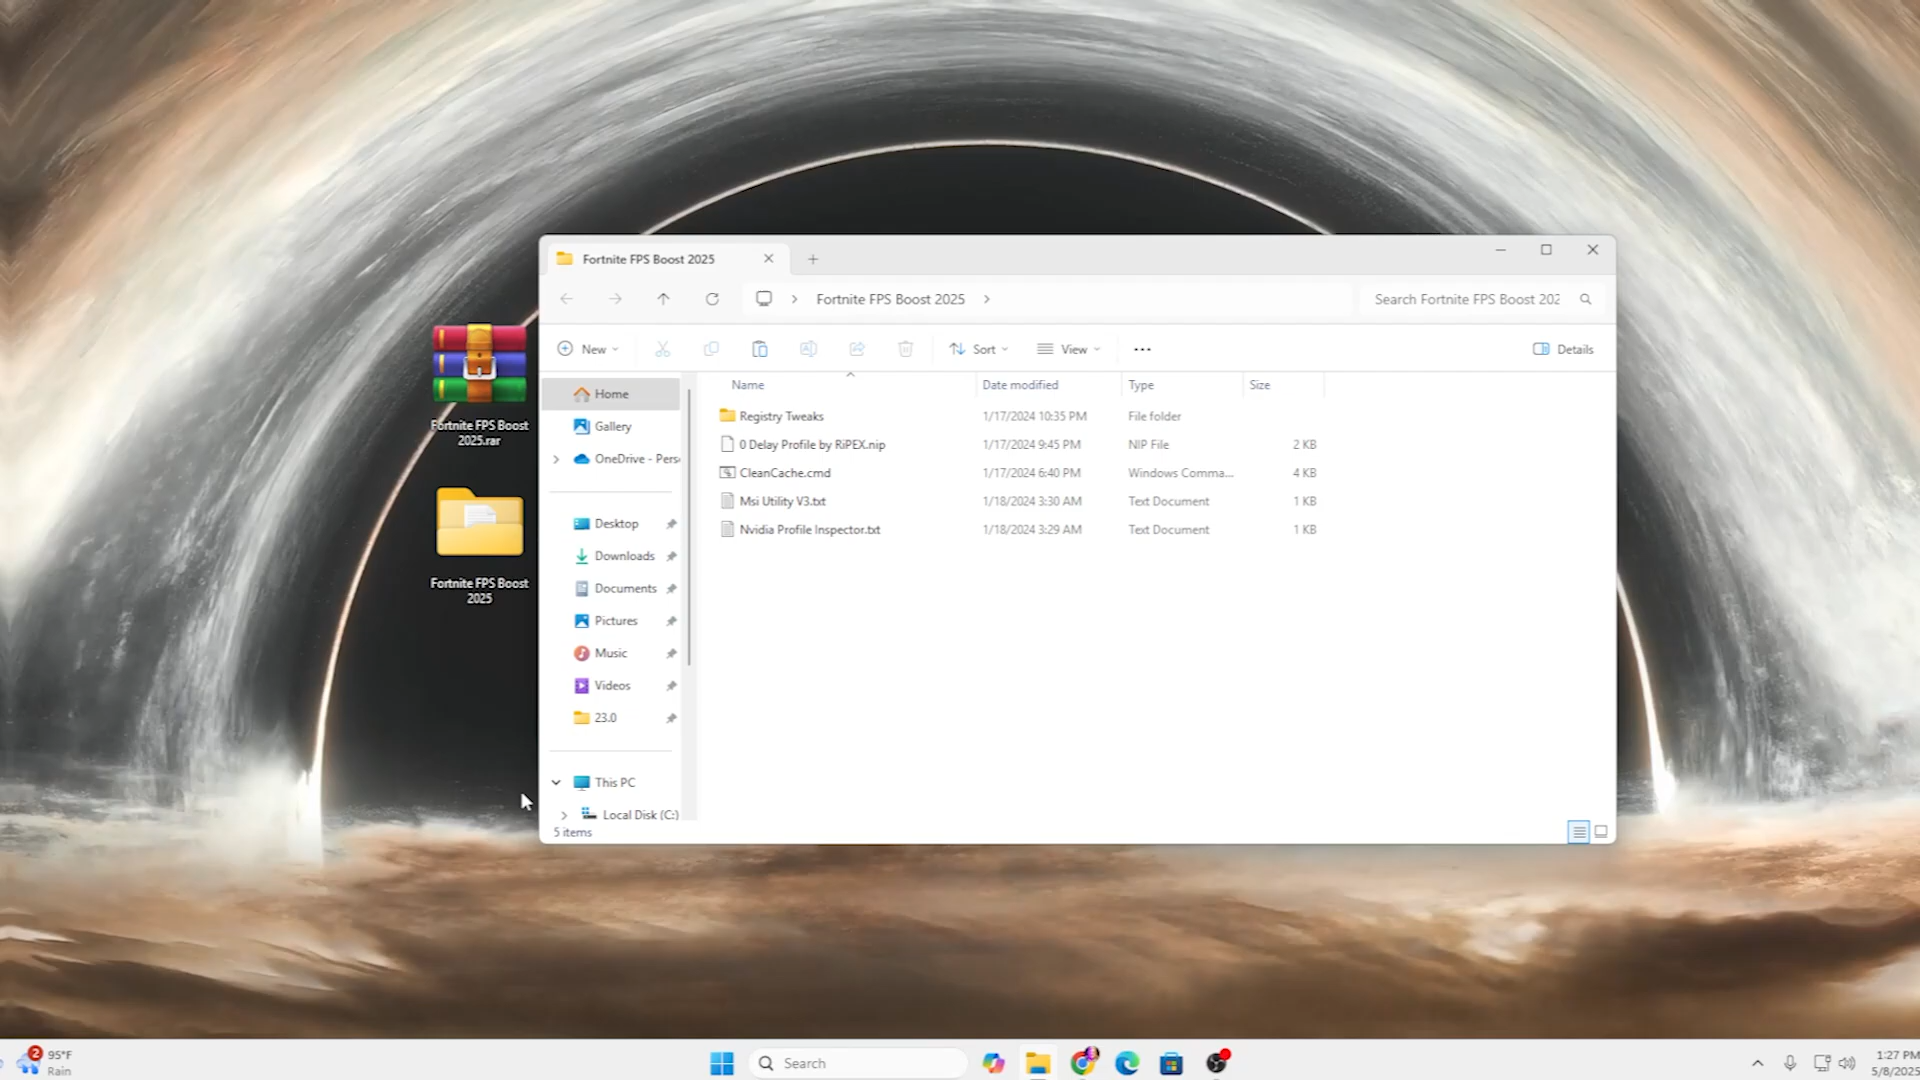 Fortnite FPS Boost 2025
Fortnite FPS Boost 2025
Search Fortnite FPS Boost 202
New
Sort
View
Details
Home
Gallery
OneDrive - Pers
Desktop
Downloads
Documents
Pictures
Music
Videos
23.0
This PC
Local Disk (C:)
5 items
Name Date modified Type Size
Registry Tweaks 1/17/2024 10:35 PM File folder
0 Delay Profile by RiPEX.nip 1/17/2024 9:45 PM NIP File 2 KB
CleanCache.cmd 1/17/2024 6:40 PM Windows Comma... 4 KB
Msi Utility V3.txt 1/18/2024 3:30 AM Text Document 1 KB
Nvidia Profile Inspector.txt 1/18/2024 3:29 AM Text Document 1 KB
Fortnite FPS Boost
2025.rar
Fortnite FPS Boost
2025
2
95°F
Rain
Search
1:27 PM
5/8/2025